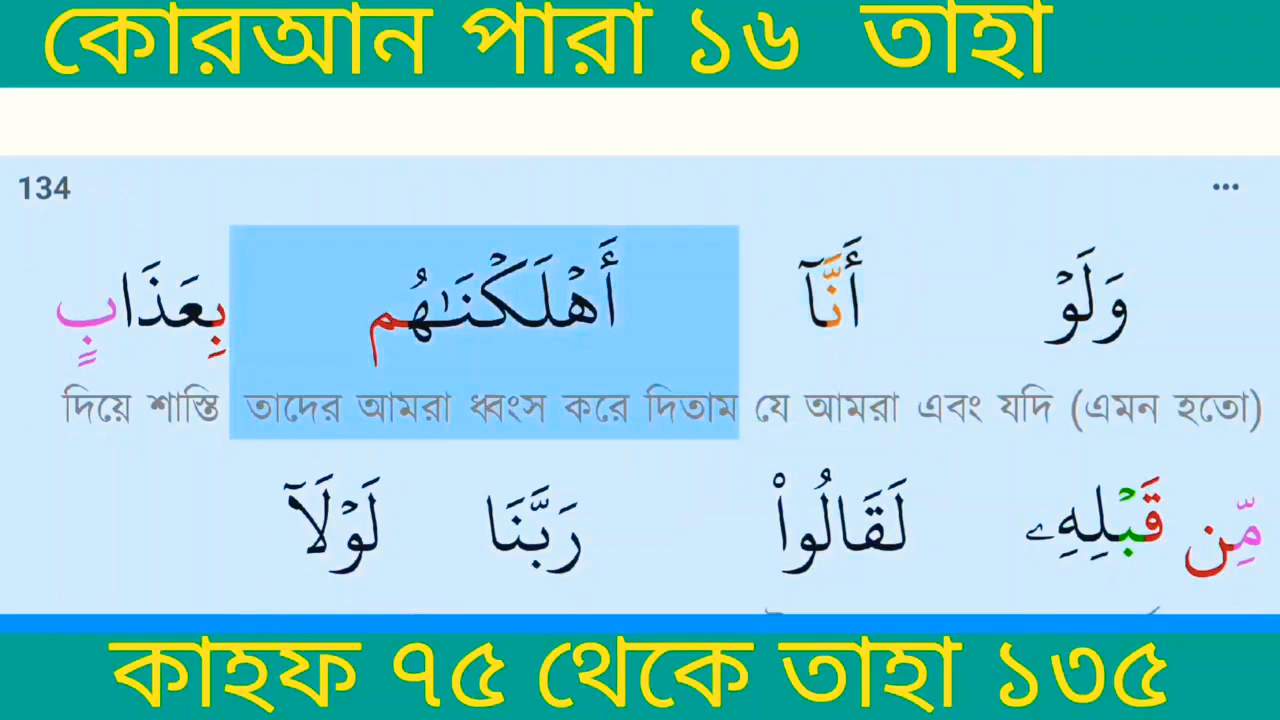 কোরআন পারা ১৬ তাহা
134
وَلَوْ أَنَّآ أَهْلَكْنَٰهُم بِعَذَابٍ
দিয়ে শাস্তি তাদের আমরা ধ্বংস করে দিতাম যে আমরা এবং যদি (এমন হতো)
مِّن قَبْلِهِۦ لَقَالُوا۟ رَبَّنَا لَوْلَآ
কাহফ ৭৫ থেকে তাহা ১৩৫